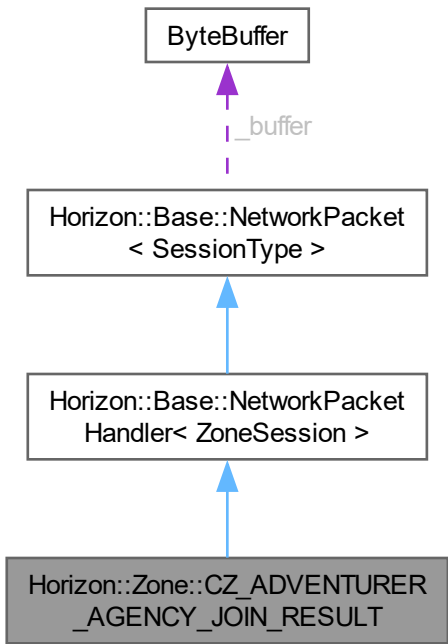 ByteBuffer
_buffer
Horizon::Base::NetworkPacket
< SessionType >
Horizon::Base::NetworkPacket
Handler< ZoneSession >
Horizon::Zone::CZ_ADVENTURER
_AGENCY_JOIN_RESULT